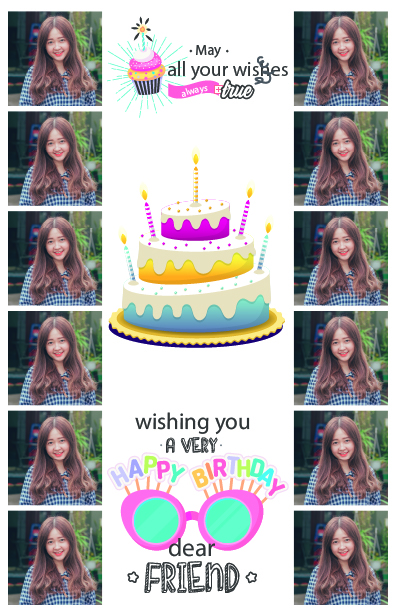 · May ·
all your wishes
always true
wishing you
· A VERY ·
HAPPY BIRTHDAY
dear
FRIEND